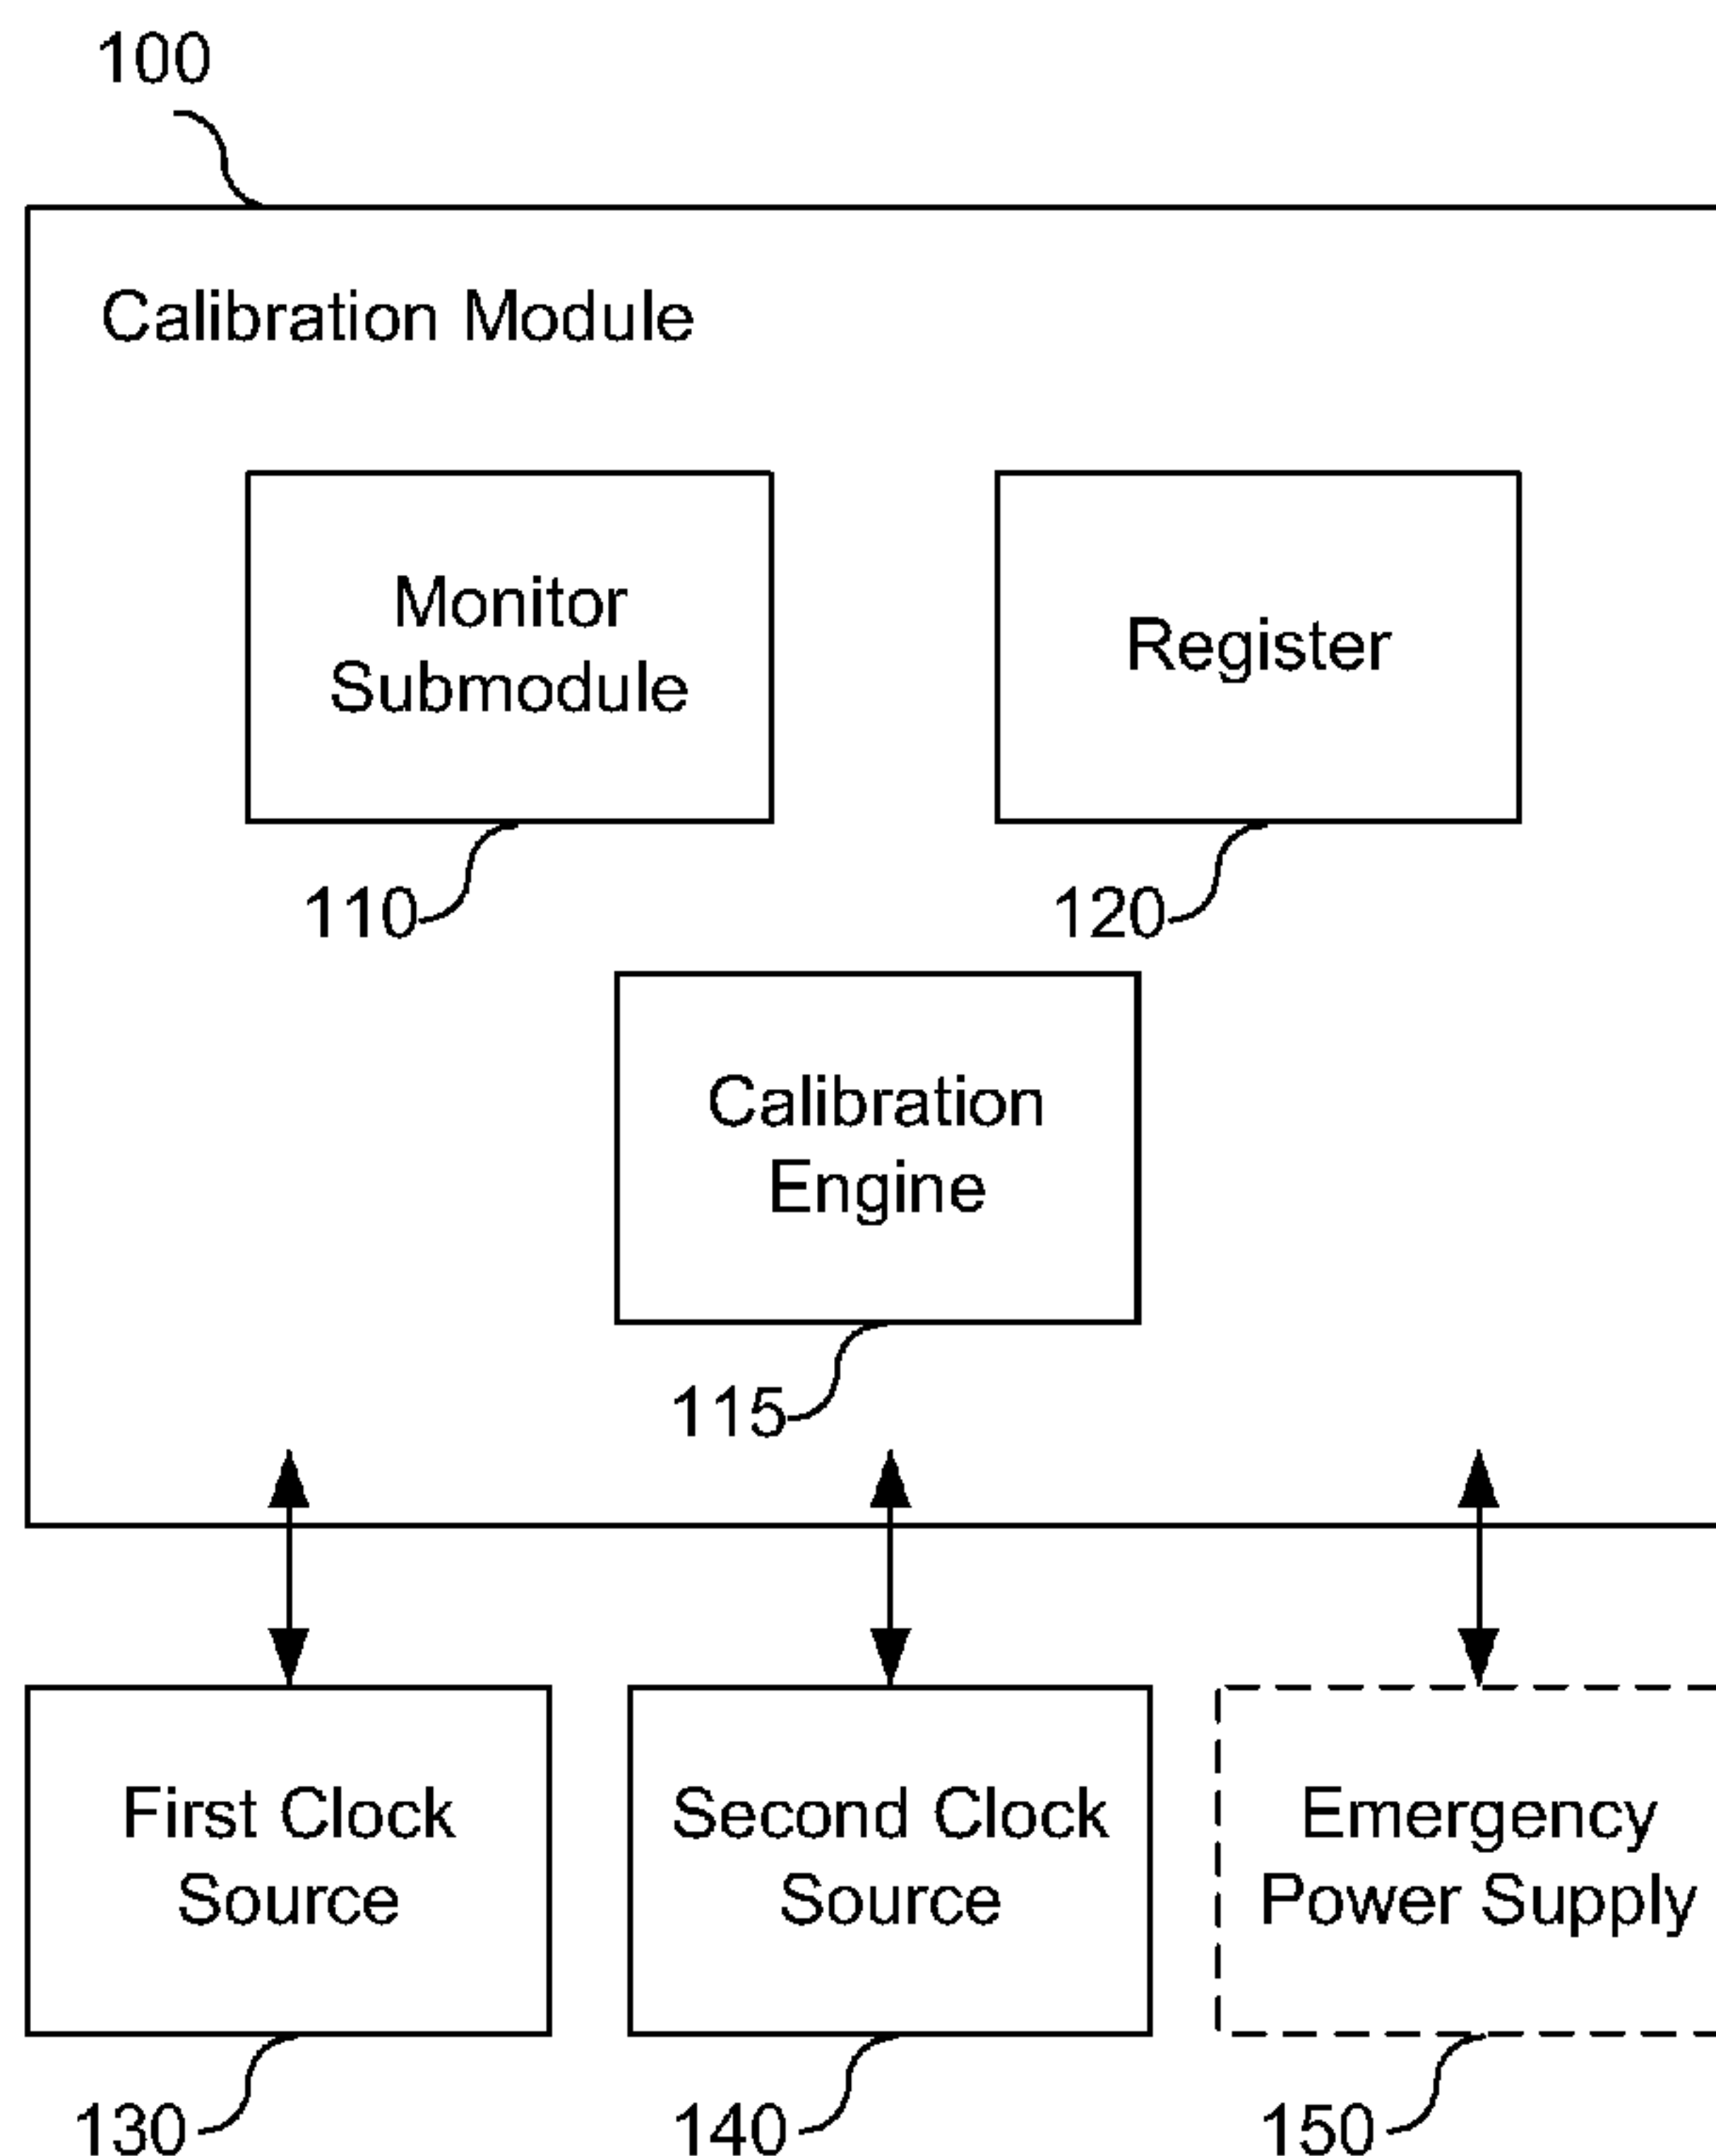 100
Calibration Module
Monitor
Submodule
Register
110
120
Calibration
Engine
115
First Clock
Source
Second Clock
Source
Emergency
Power Supply
130
140
150